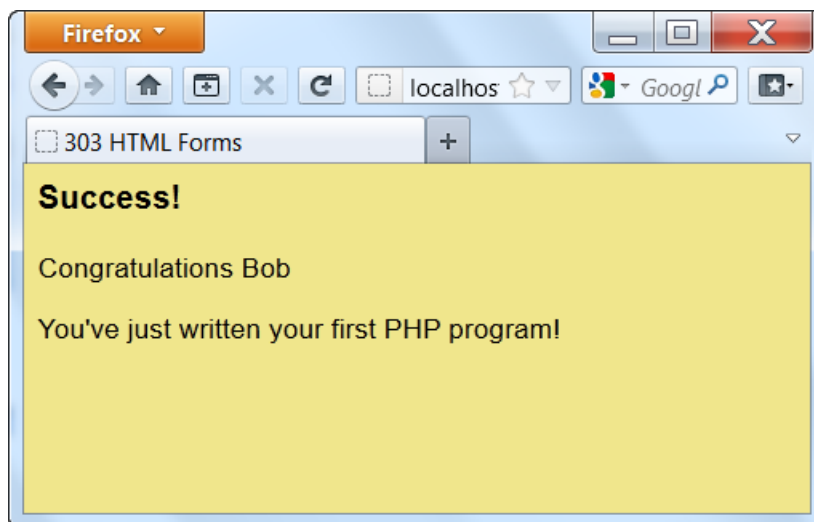 Firefox
localhos
Googl
303 HTML Forms
Success!
Congratulations Bob
You've just written your first PHP program!